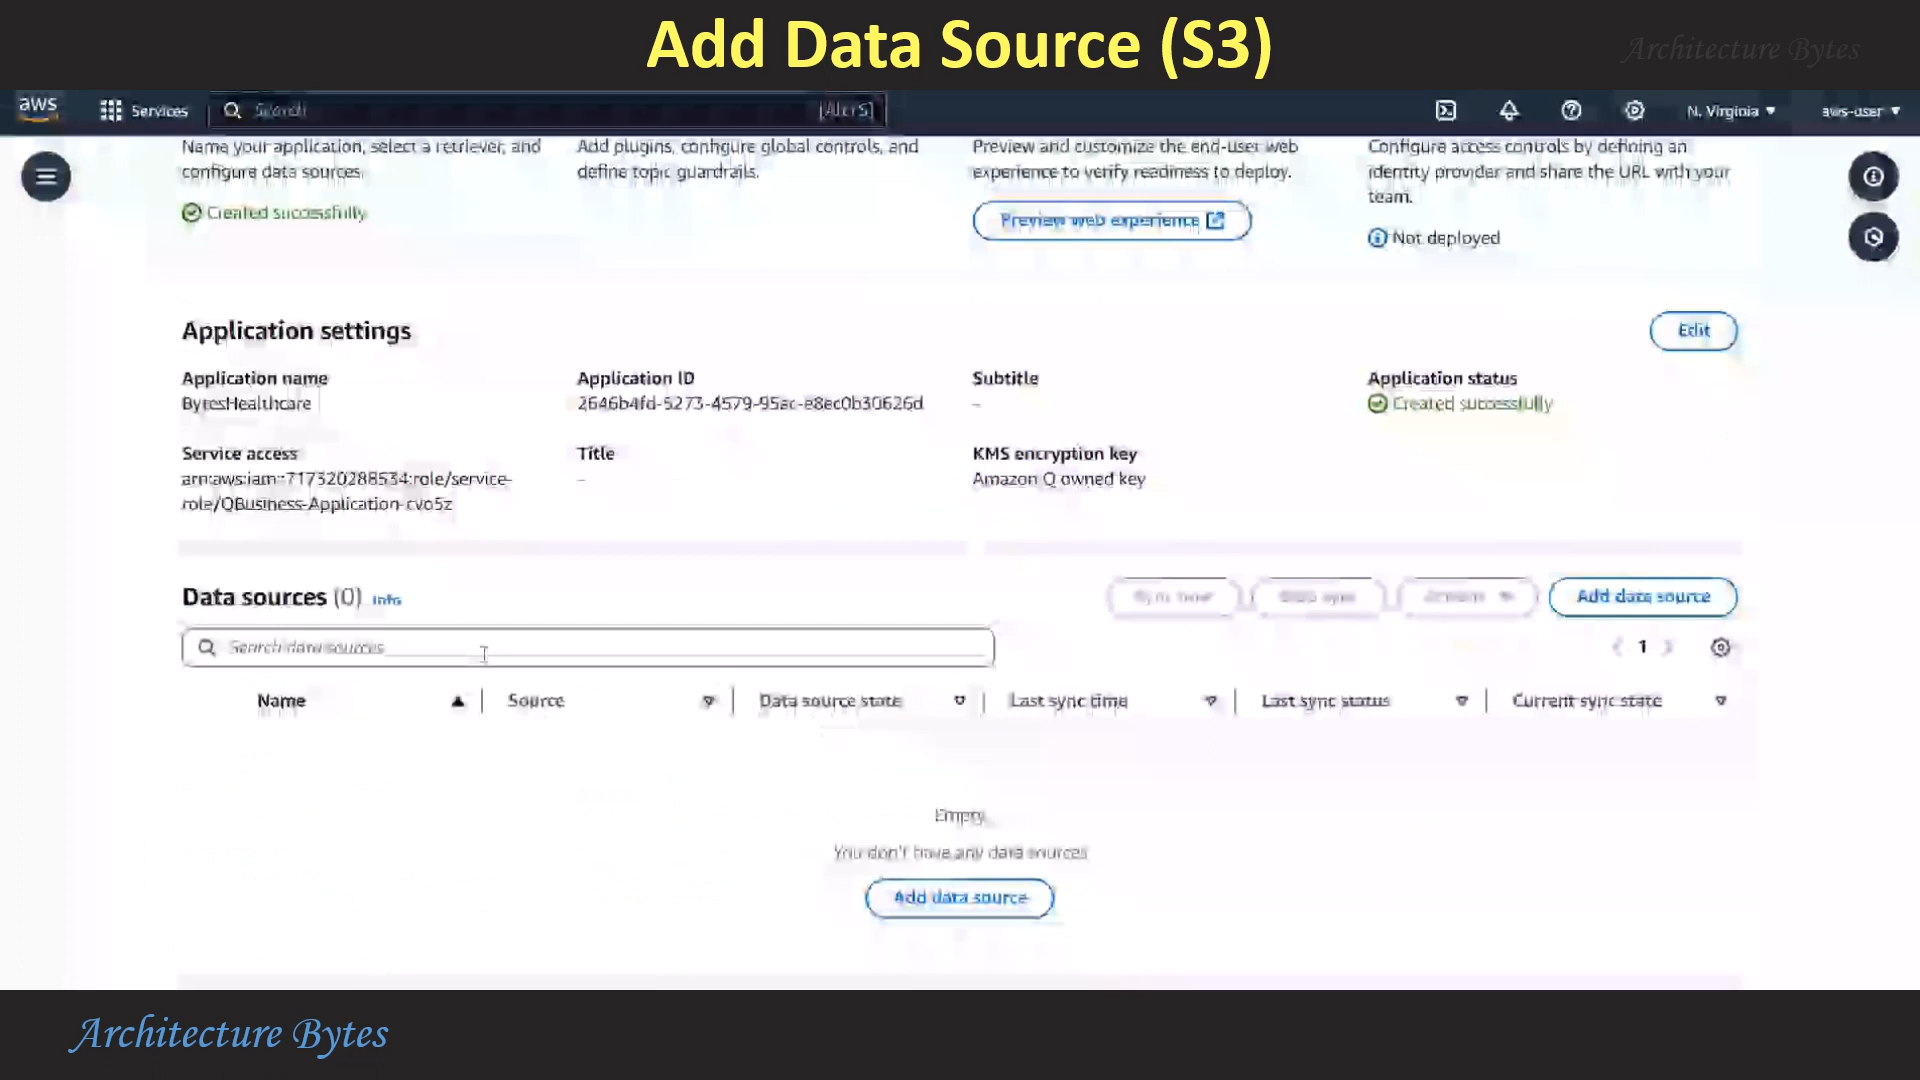 Add Data Source (S3)
Architecture Bytes
aws
Services
Search
[Alt+S]
N. Virginia
aws-user
Name your application, select a retriever, and
configure data sources.
Created successfully
Add plugins, configure global controls, and
define topic guardrails.
Preview and customize the end-user web
experience to verify readiness to deploy.
Preview web experience
Configure access controls by defining an
identity provider and share the URL with your
team.
Not deployed
Application settings
Edit
Application name
BytesHealthcare
Application ID
2646b4fd-5273-4579-95ac-e8ec0b30626d
Subtitle
–
Application status
Created successfully
Service access
arn:aws:iam::717320288534:role/service-
role/QBusiness-Application-cvo5z
Title
–
KMS encryption key
Amazon Q owned key
Data sources (0) Info
Sync now
Stop sync
Actions
Add data source
Search data sources
1
Name
Source
Data source state
Last sync time
Last sync status
Current sync state
Empty
You don't have any data sources
Add data source
Architecture Bytes